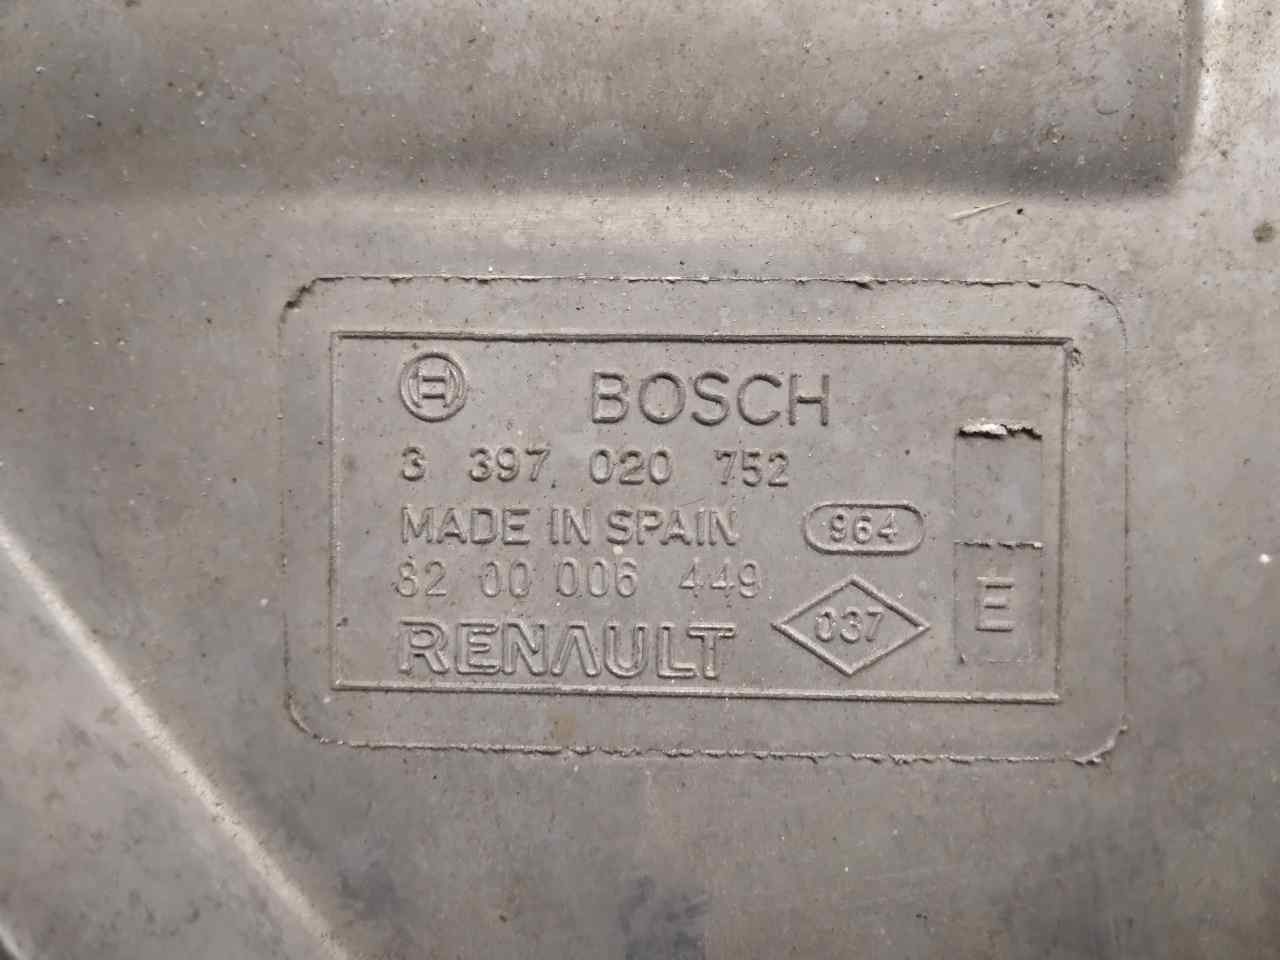 BOSCH
3 397 020 752
MADE IN SPAIN 964
82 00 006 449
RENAULT 037
E